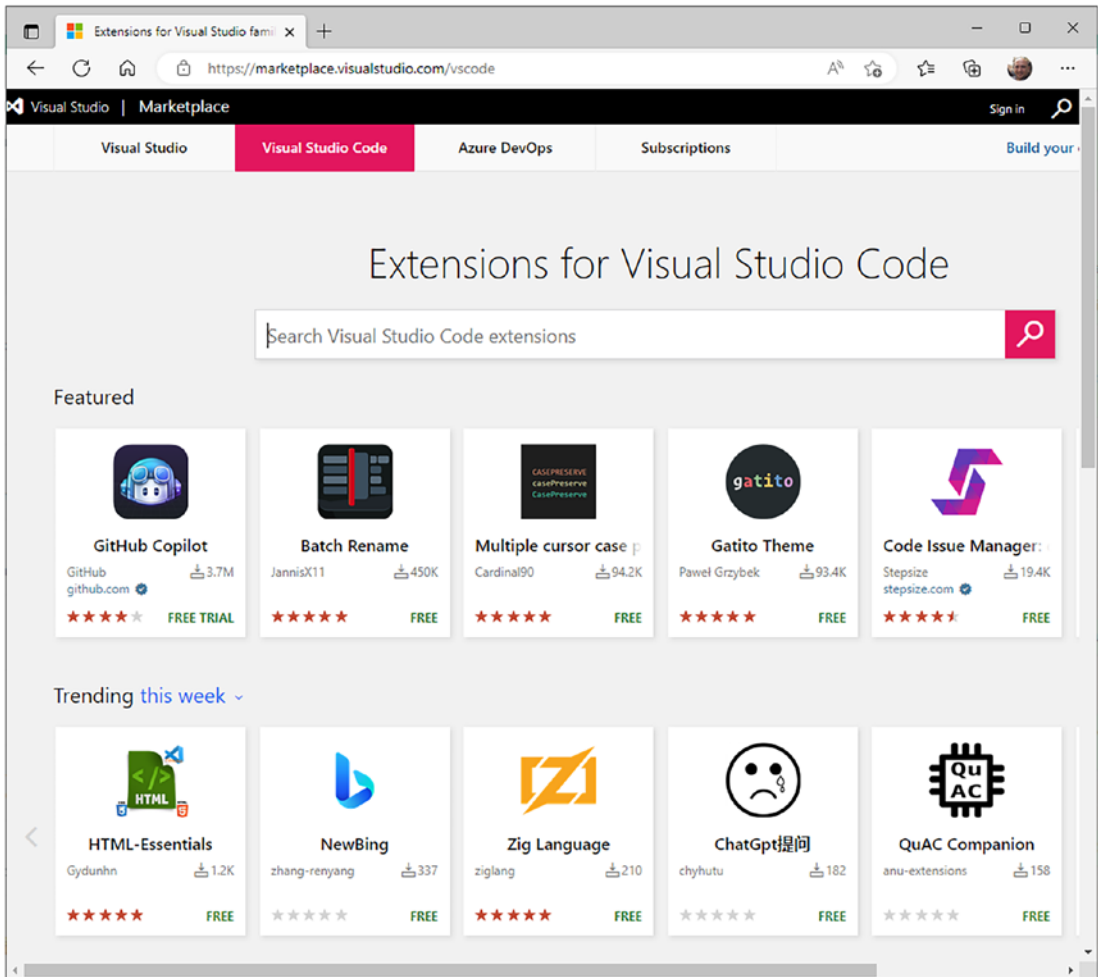 Extensions for Visual Studio fami
https://marketplace.visualstudio.com/vscode
Visual Studio | Marketplace
Sign in
Visual Studio
Visual Studio Code
Azure DevOps
Subscriptions
Build your
Extensions for Visual Studio Code
Search Visual Studio Code extensions
Featured
CASEPRESERVE
casePreserve
CasePreserve
gatito
GitHub Copilot
GitHub 3.7M
github.com
FREE TRIAL
Batch Rename
JannisX11 450K
FREE
Multiple cursor case p
Cardinal90 94.2K
FREE
Gatito Theme
Paweł Grzybek 93.4K
FREE
Code Issue Manager:
Stepsize 19.4K
stepsize.com
FREE
Trending this week
</> HTML
HTML-Essentials
Gydunhn 1.2K
FREE
NewBing
zhang-renyang 337
FREE
Zig Language
ziglang 210
FREE
ChatGpt提问
chyhutu 182
FREE
Qu
AC
QuAC Companion
anu-extensions 158
FREE